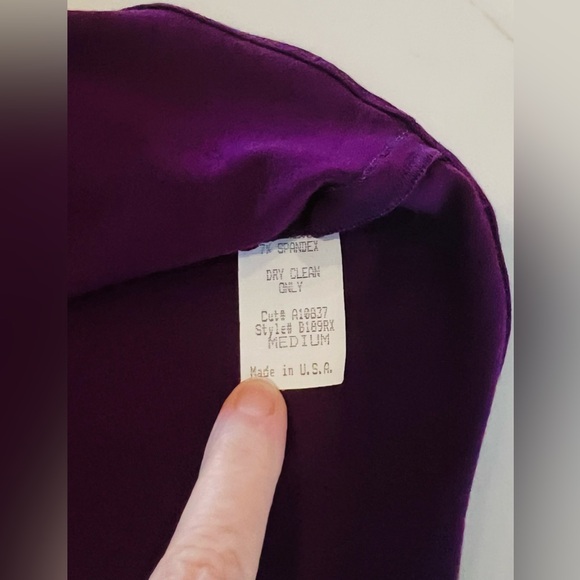 7% SPANDEX
DRY CLEAN
ONLY
Cut# A10837
Style# B189RX
MEDIUM
Made in U.S.A.